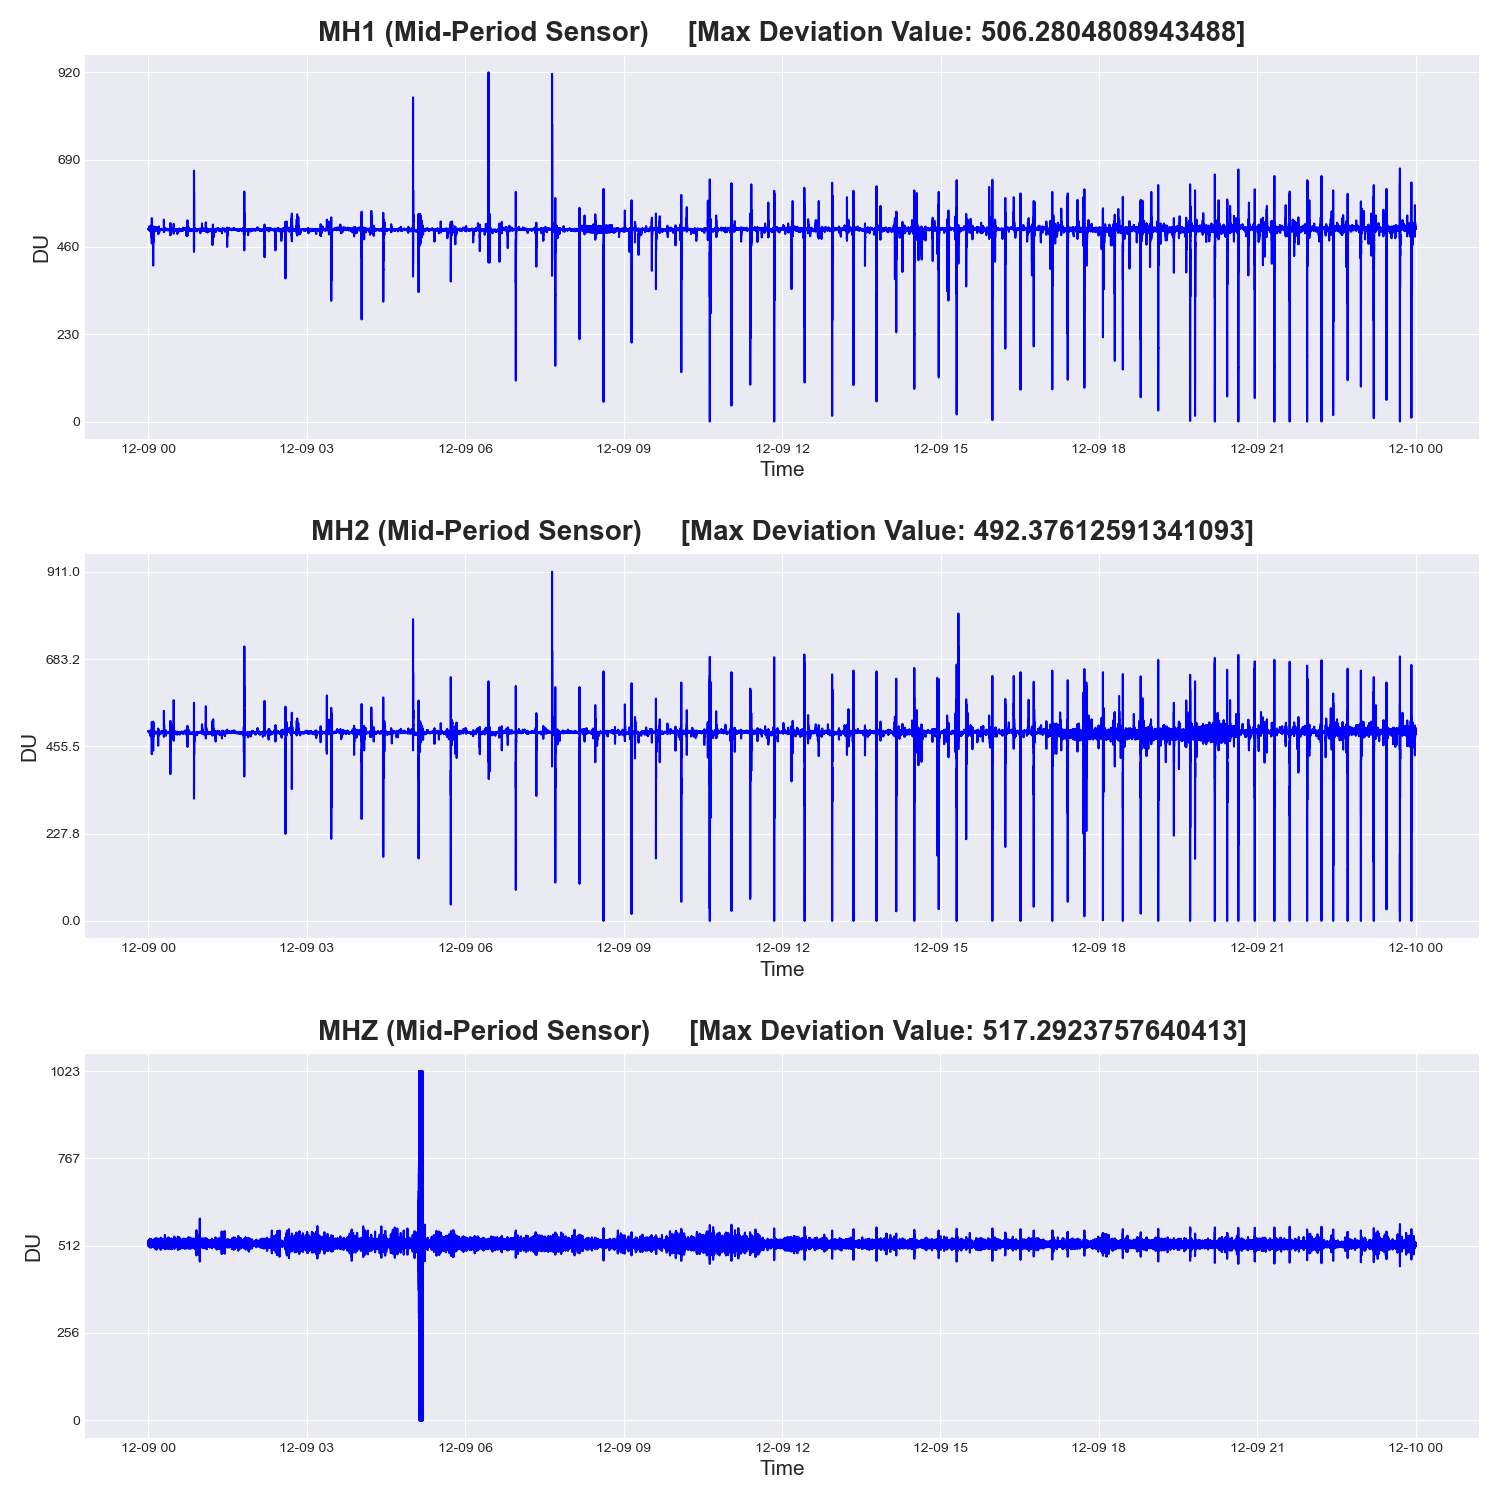 MH1 (Mid-Period Sensor) [Max Deviation Value: 506.2804808943488]
920
690
460
230
0
DU
12-09 00 12-09 03 12-09 06 12-09 09 12-09 12 12-09 15 12-09 18 12-09 21 12-10 00
Time
MH2 (Mid-Period Sensor) [Max Deviation Value: 492.37612591341093]
911.0
683.2
455.5
227.8
0.0
DU
12-09 00 12-09 03 12-09 06 12-09 09 12-09 12 12-09 15 12-09 18 12-09 21 12-10 00
Time
MHZ (Mid-Period Sensor) [Max Deviation Value: 517.2923757640413]
1023
767
512
256
0
DU
12-09 00 12-09 03 12-09 06 12-09 09 12-09 12 12-09 15 12-09 18 12-09 21 12-10 00
Time